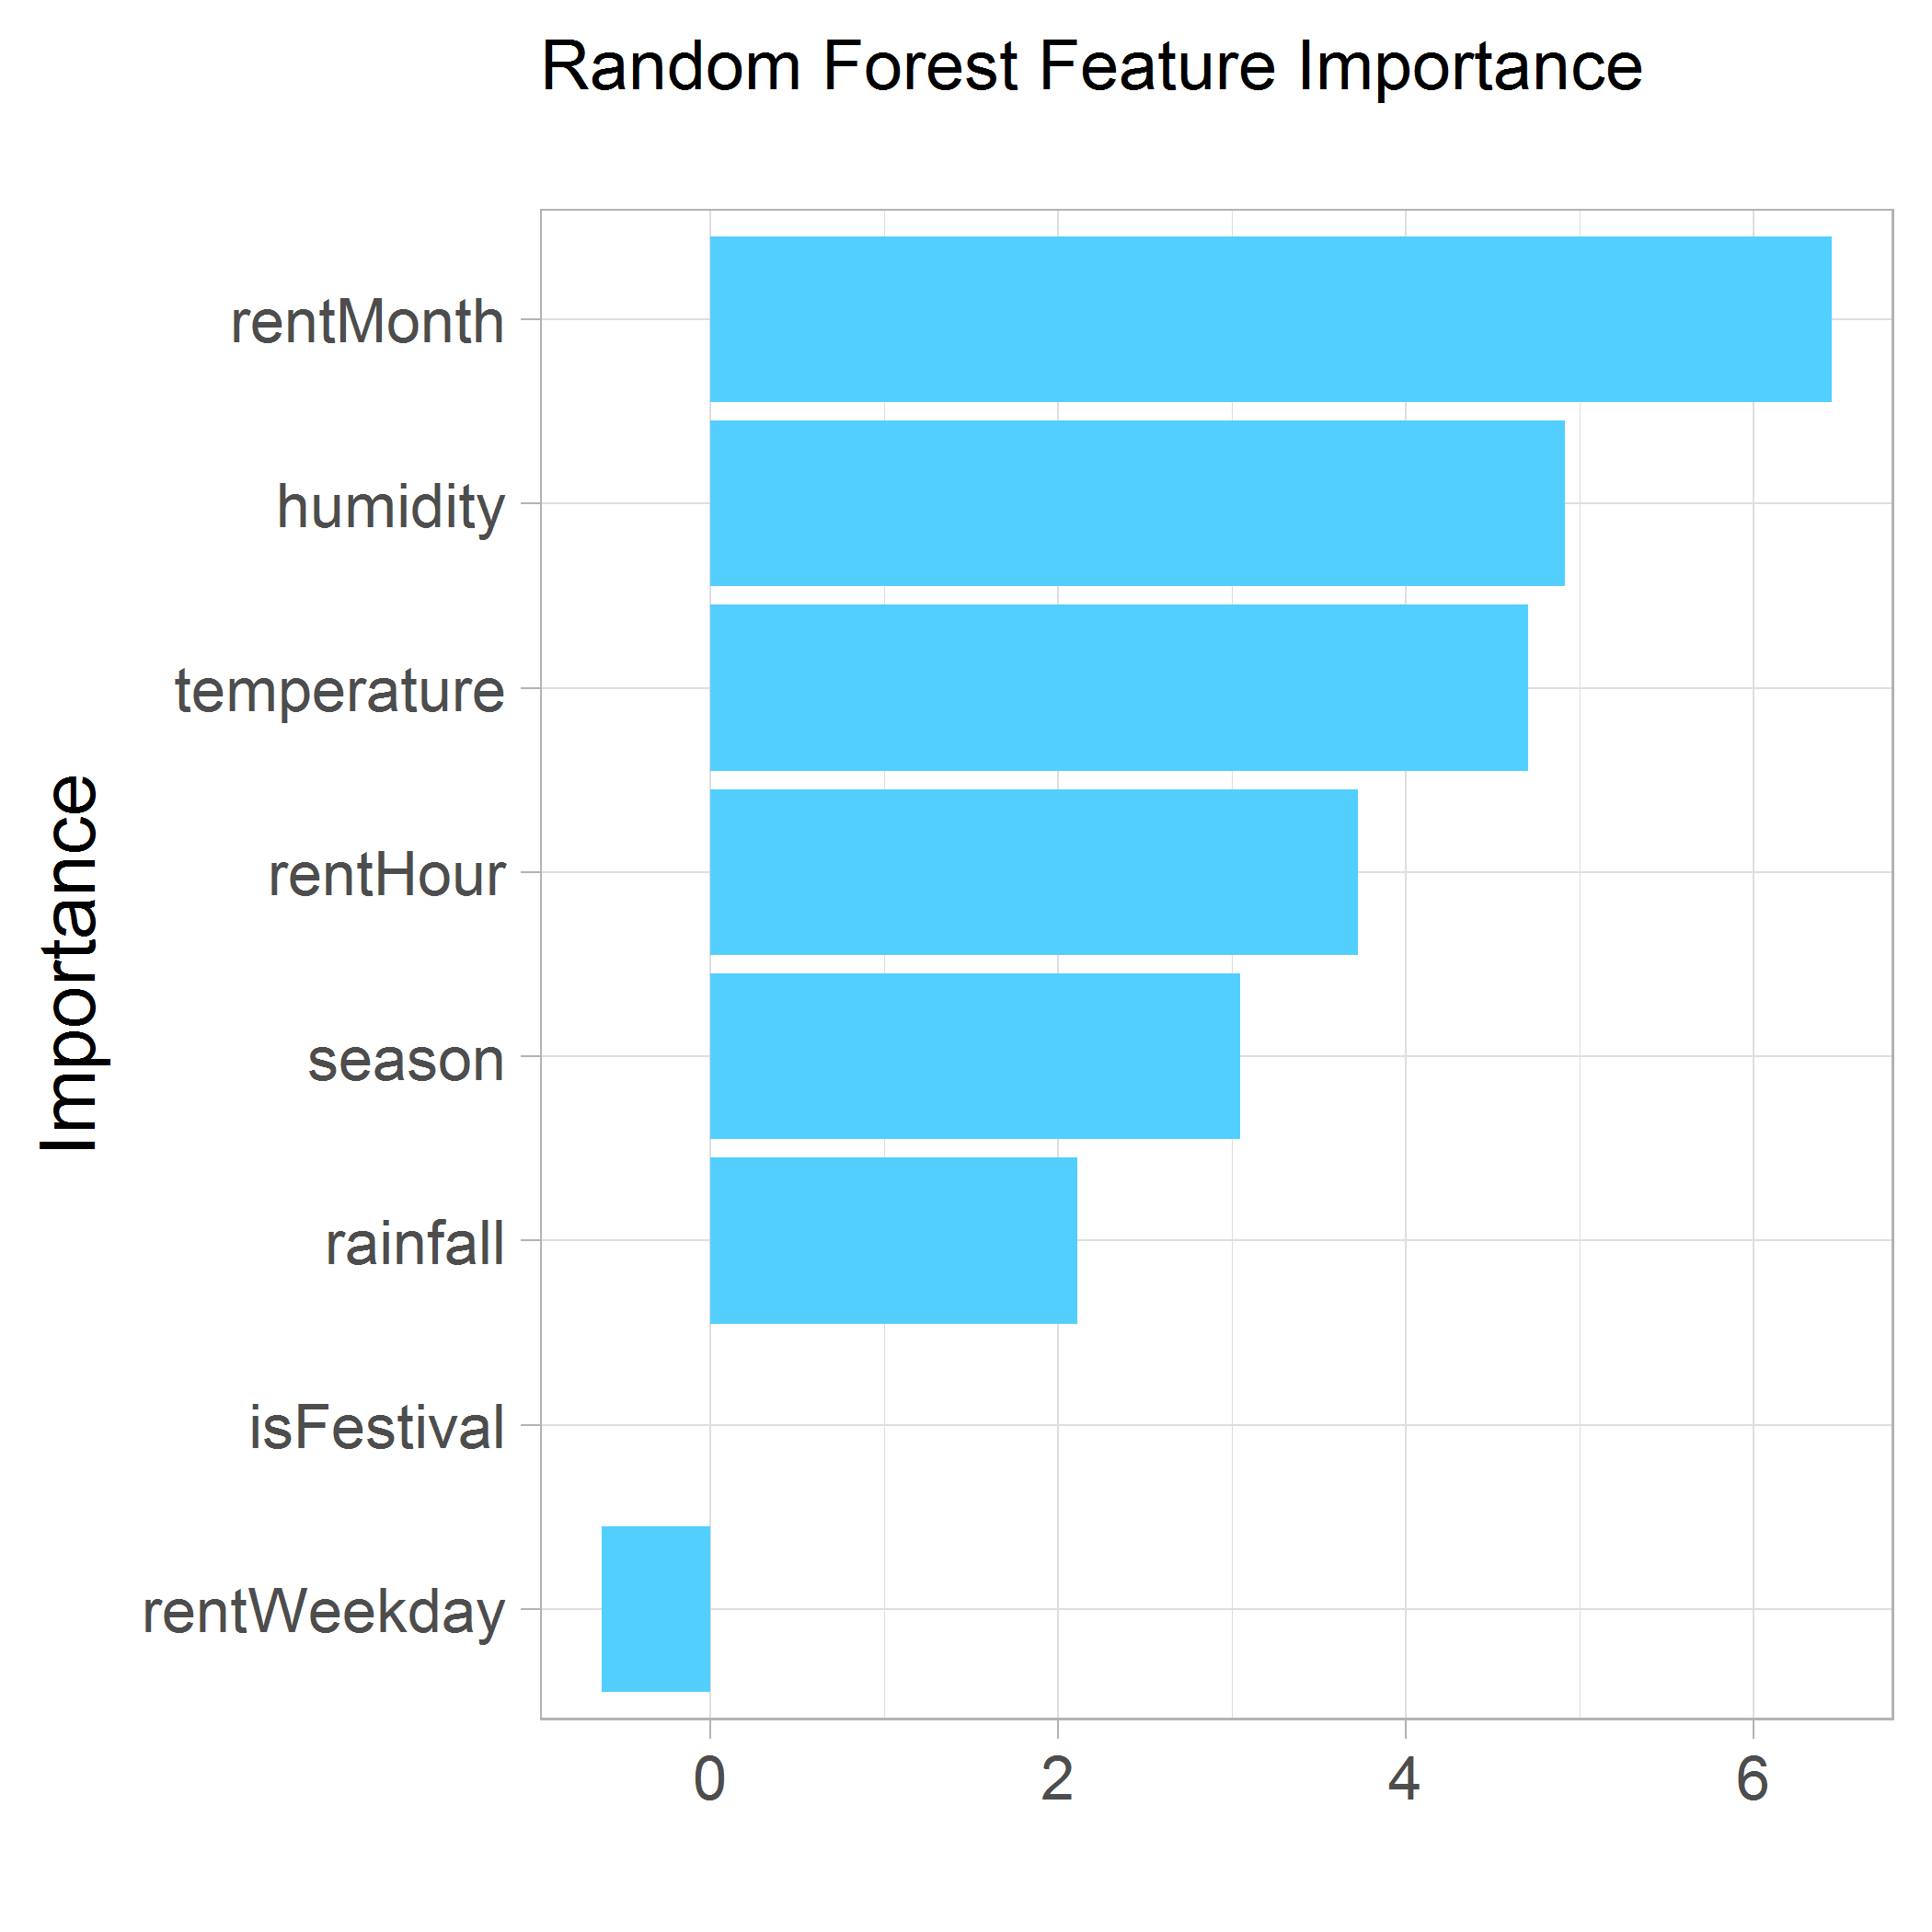 Random Forest Feature Importance
Importance
rentMonth
humidity
temperature
rentHour
season
rainfall
isFestival
rentWeekday
0 2 4 6